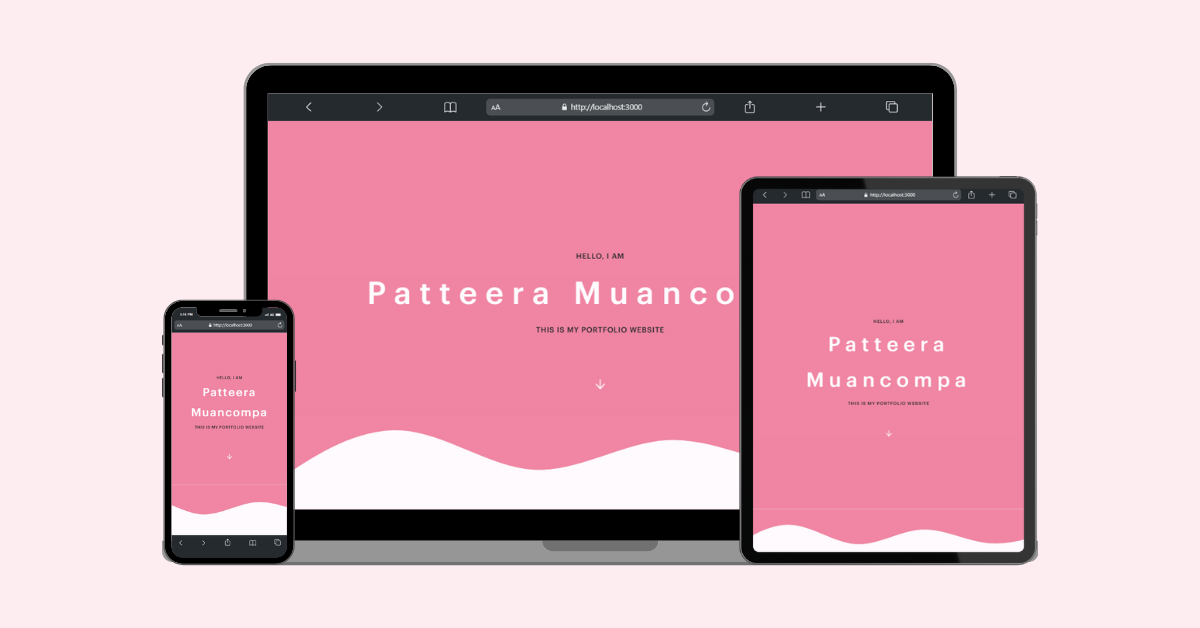 AA http://localhost:3000
HELLO, I AM
Patteera Muanco
THIS IS MY PORTFOLIO WEBSITE
AA http://localhost:3000
HELLO, I AM
Patteera
Muancompa
THIS IS MY PORTFOLIO WEBSITE
AA http://localhost:3000
HELLO, I AM
Patteera
Muancompa
THIS IS MY PORTFOLIO WEBSITE